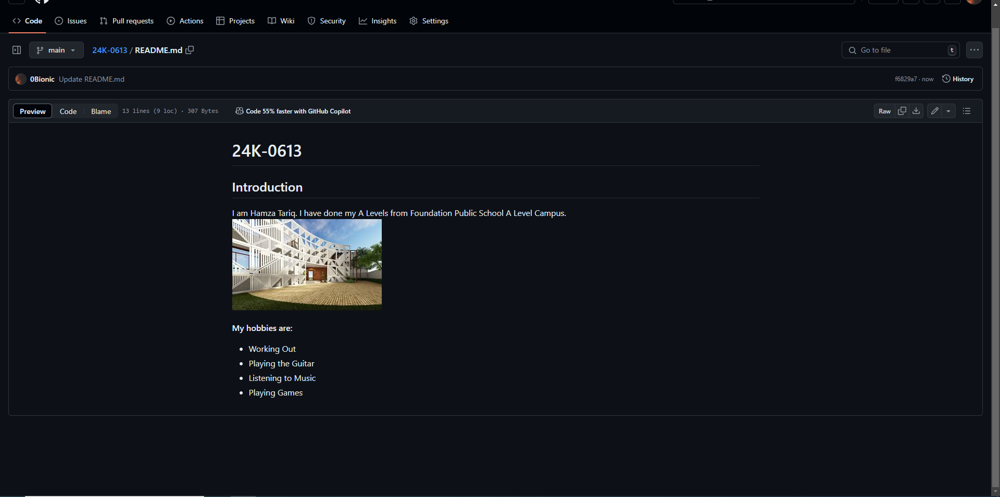 Code Issues Pull requests Actions Projects Wiki Security Insights Settings
main 24K-0613 / README.md Go to file t
0Bionic Update README.md f6829a7 · now History
Preview Code Blame 13 lines (9 loc) · 307 Bytes Code 55% faster with GitHub Copilot Raw
24K-0613
Introduction
I am Hamza Tariq. I have done my A Levels from Foundation Public School A Level Campus.
My hobbies are:
Working Out
Playing the Guitar
Listening to Music
Playing Games